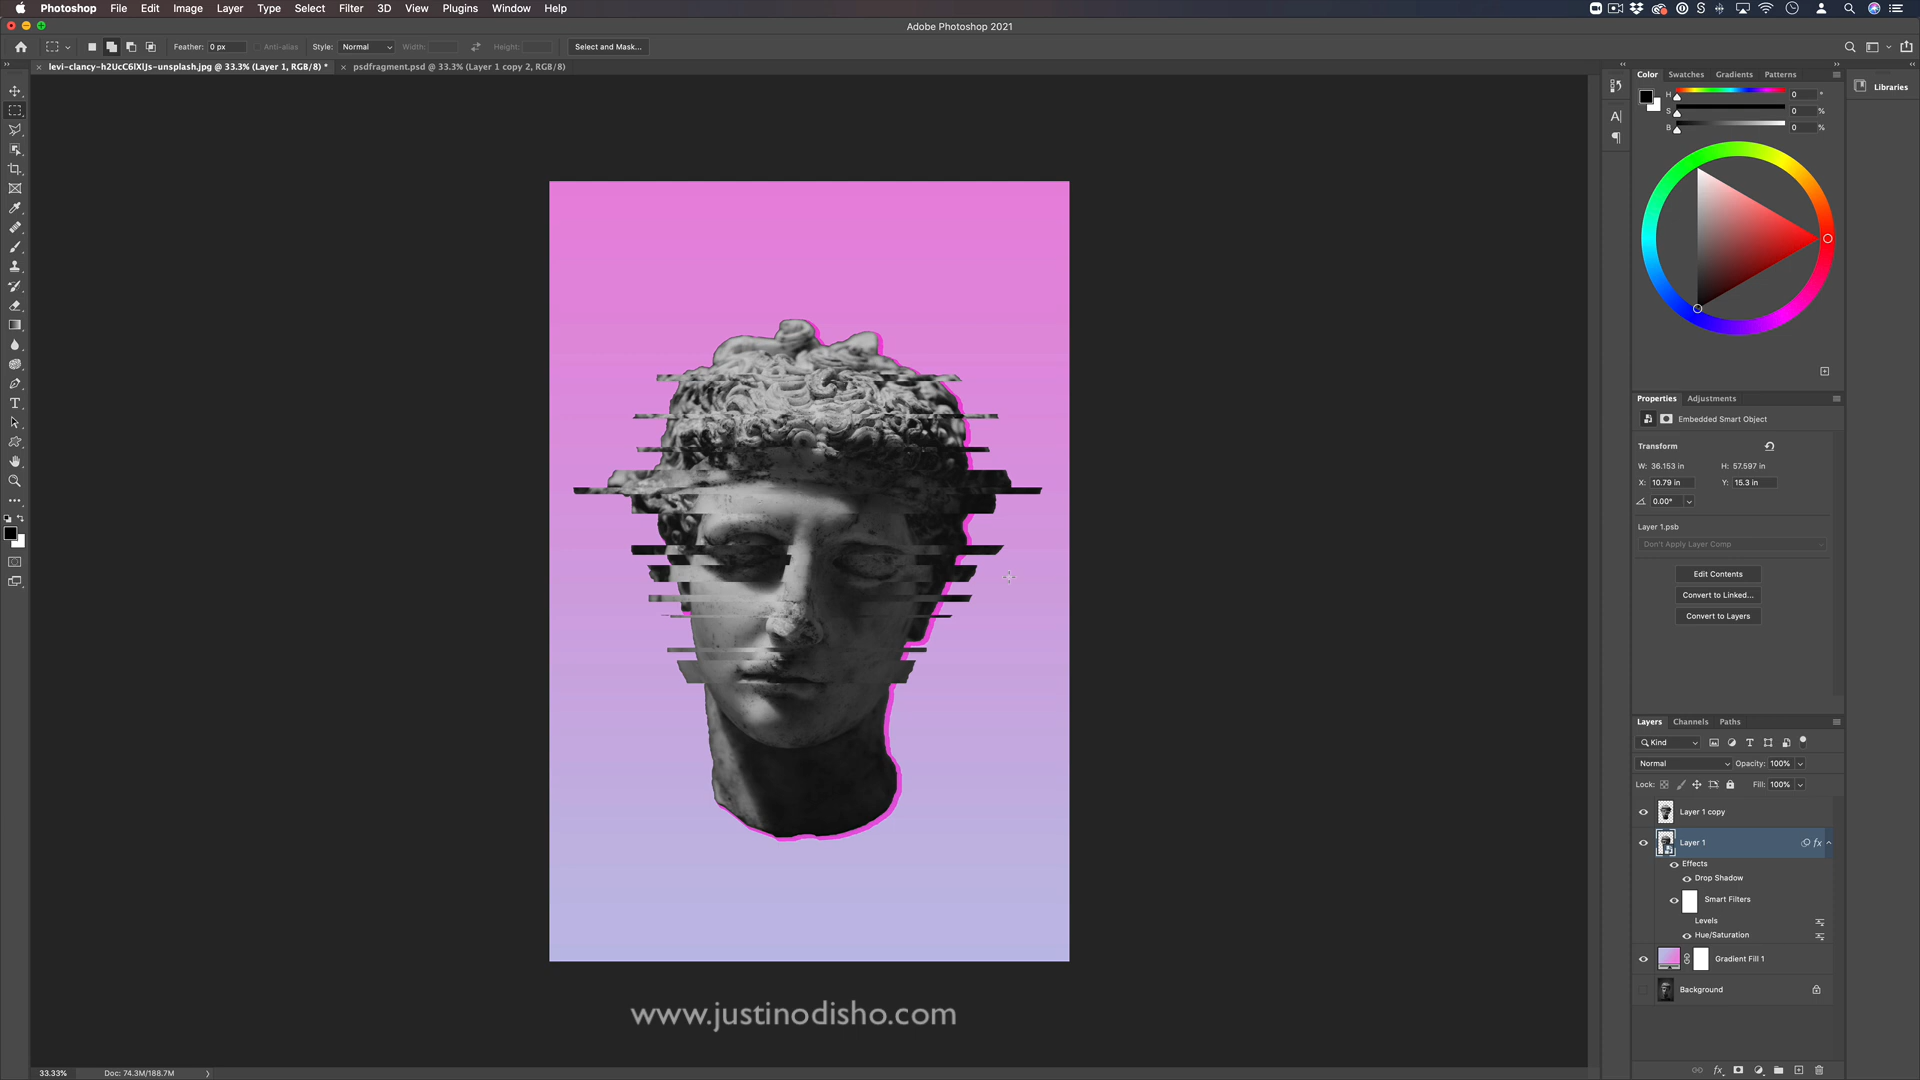 Photoshop File Edit Image Layer Type Select Filter 3D View Plugins Window Help
Adobe Photoshop 2021
Feather: 0 px Anti-alias Style: Normal Width: Height: Select and Mask...
levi-clancy-h2UcC6lXIJs-unsplash.jpg @ 33.3% (Layer 1, RGB/8) *
psdfragment.psd @ 33.3% (Layer 1 copy 2, RGB/8)
Color Swatches Gradients Patterns
Libraries
H 0 °
S 0 %
B 0 %
Properties Adjustments
Embedded Smart Object
Transform
W: 36.153 in H: 57.597 in
X: 10.79 in Y: 15.3 in
0.00°
Layer 1.psb
Don't Apply Layer Comp
Edit Contents
Convert to Linked...
Convert to Layers
Layers Channels Paths
Kind
Normal Opacity: 100%
Lock: Fill: 100%
Layer 1 copy
Layer 1 fx
Effects
Drop Shadow
Smart Filters
Levels
Hue/Saturation
Gradient Fill 1
Background
www.justinodisho.com
33.33% Doc: 74.3M/188.7M
fx